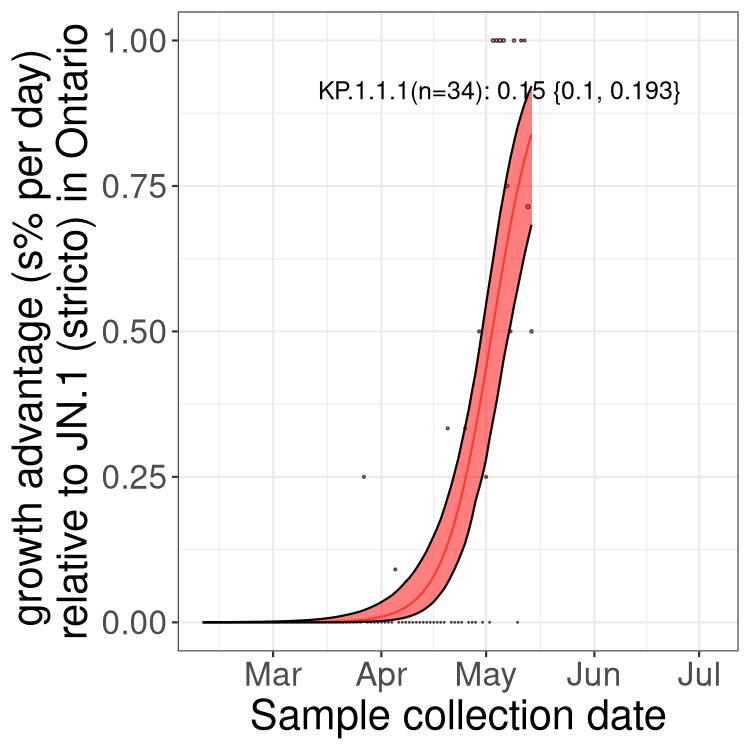 growth advantage (s% per day)
relative to JN.1 (stricto) in Ontario
1.00
0.75
0.50
0.25
0.00
KP.1.1.1(n=34): 0.15 {0.1, 0.193}
Mar Apr May Jun Jul
Sample collection date